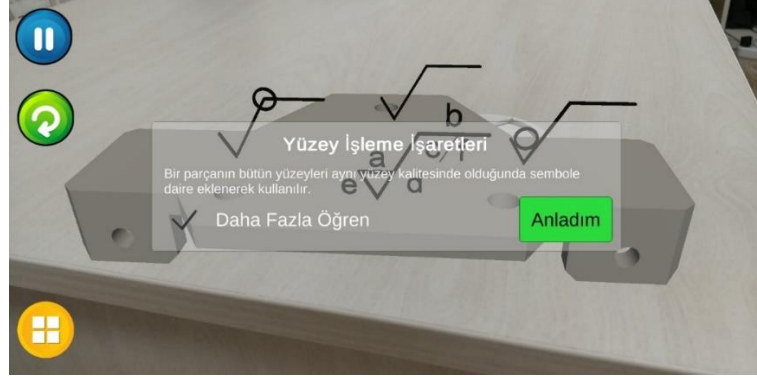 b
Yüzey İşleme İşaretleri
a
c/f
Bir parçanın bütün yüzeyleri aynı yüzey kalitesinde olduğunda sembole
daire eklenerek kullanılır.
e d
Daha Fazla Öğren
Anladım